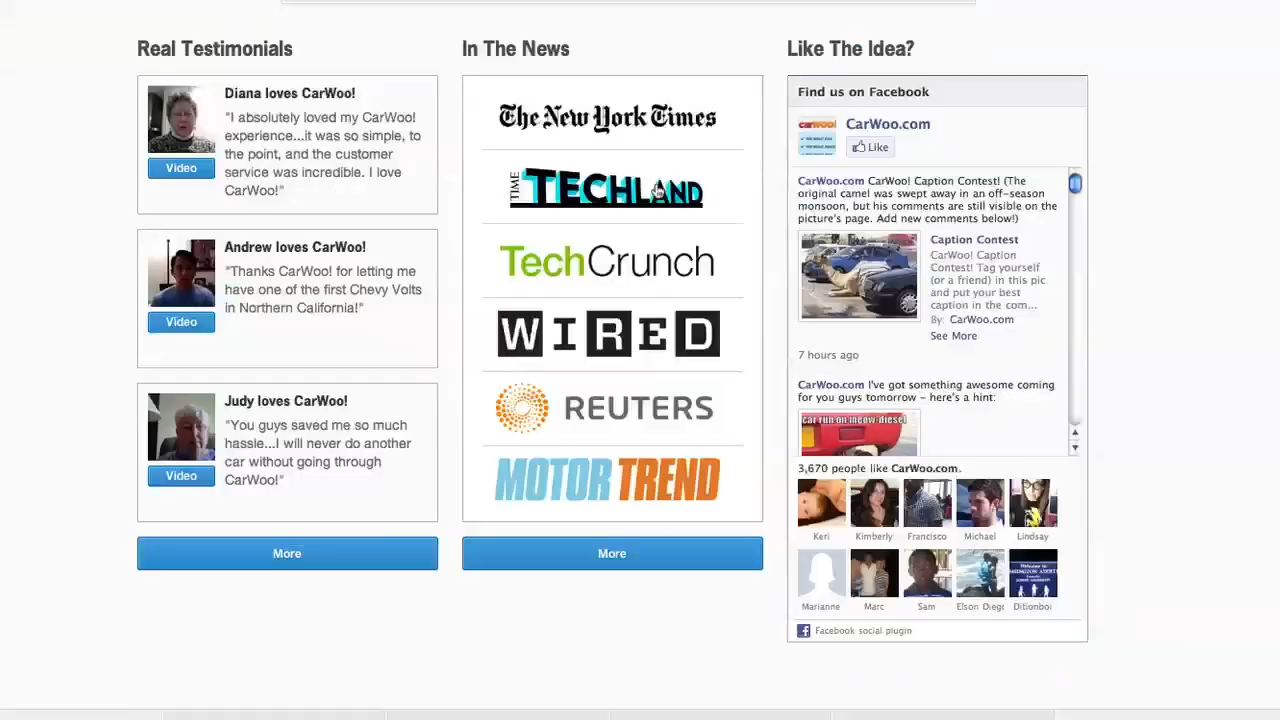 Real Testimonials
Diana loves CarWoo!
"I absolutely loved my CarWoo!
experience...it was so simple, to
the point, and the customer
service was incredible. I love
CarWoo!"
Video
Andrew loves CarWoo!
"Thanks CarWoo! for letting me
have one of the first Chevy Volts
in Northern California!"
Video
Judy loves CarWoo!
"You guys saved me so much
hassle...I will never do another
car without going through
CarWoo!"
Video
More
In The News
The New York Times
TIME TECHLAND
TechCrunch
WIRED
REUTERS
MOTOR TREND
More
Like The Idea?
Find us on Facebook
CarWoo.com
Like
CarWoo.com CarWoo! Caption Contest! (The
original camel was swept away in an off-season
monsoon, but his comments are still visible on the
picture's page. Add new comments below!)
Caption Contest
CarWoo! Caption
Contest! Tag yourself
(or a friend) in this pic
and put your best
caption in the com...
By: CarWoo.com
See More
7 hours ago
CarWoo.com I've got something awesome coming
for you guys tomorrow - here's a hint:
car run on meow-diesel
3,670 people like CarWoo.com.
Keri Kimberly Francisco Michael Lindsay
Marianne Marc Sam Elson Diego Ditionboi
Facebook social plugin